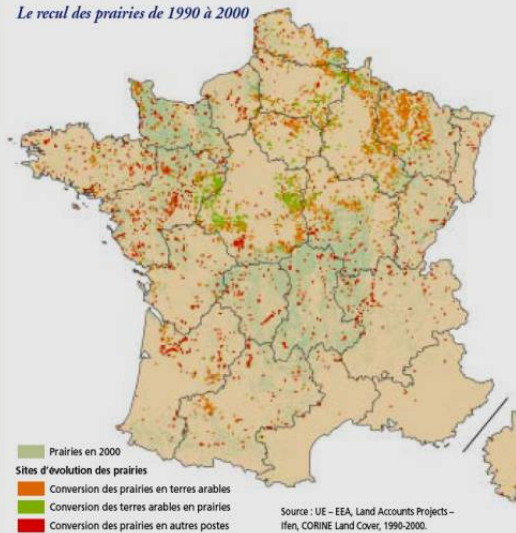 Le recul des prairies de 1990 à 2000
Prairies en 2000
Sites d'évolution des prairies
Conversion des prairies en terres arables
Conversion des terres arables en prairies
Conversion des prairies en autres postes
Source : UE – EEA, Land Accounts Projects –
Ifen, CORINE Land Cover, 1990-2000.